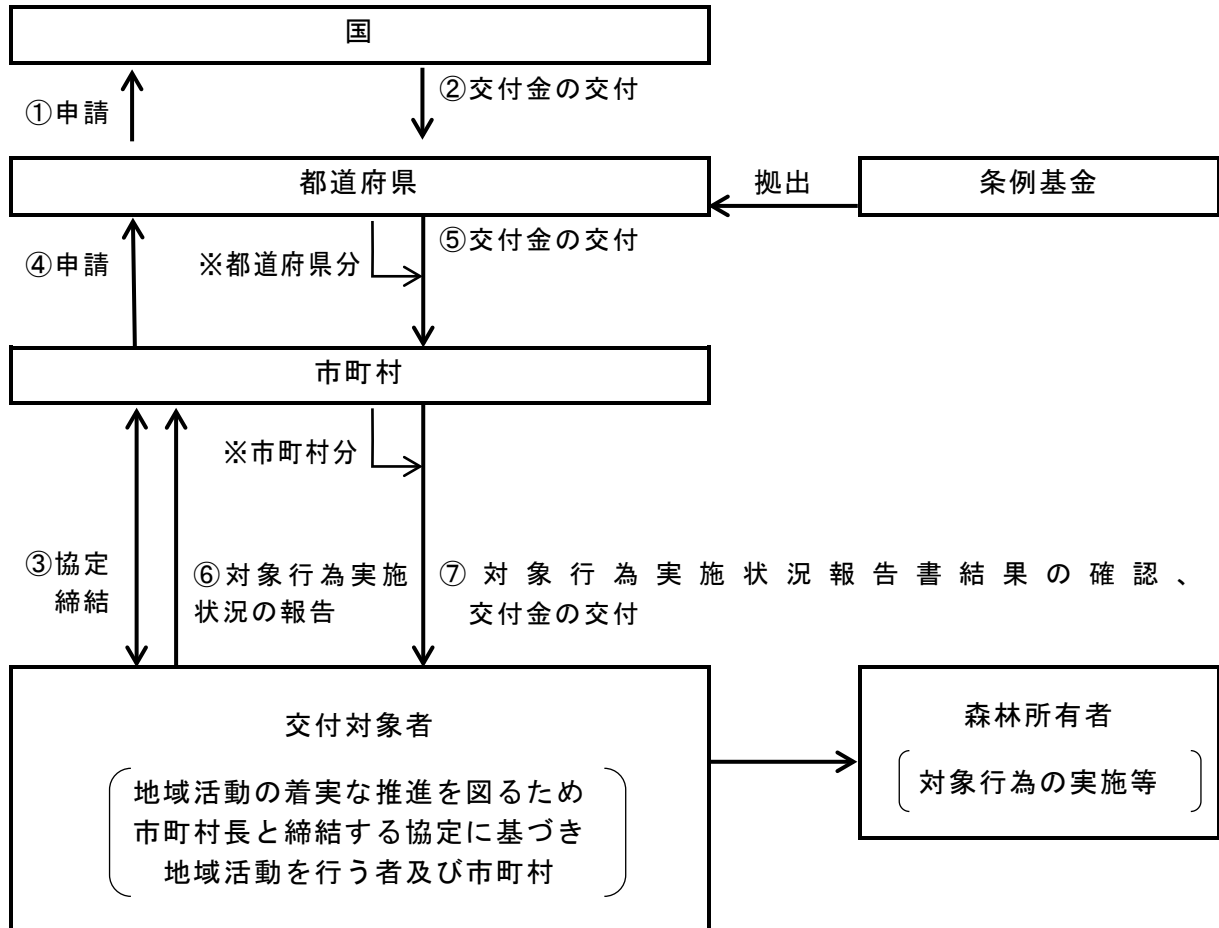 国
①申請
②交付金の交付
都道府県
拠出
条例基金
④申請
※都道府県分
⑤交付金の交付
市町村
※市町村分
③協定
締結
⑥対象行為実施
状況の報告
⑦対象行為実施状況報告書結果の確認、
交付金の交付
交付対象者
地域活動の着実な推進を図るため
市町村長と締結する協定に基づき
地域活動を行う者及び市町村
森林所有者
対象行為の実施等